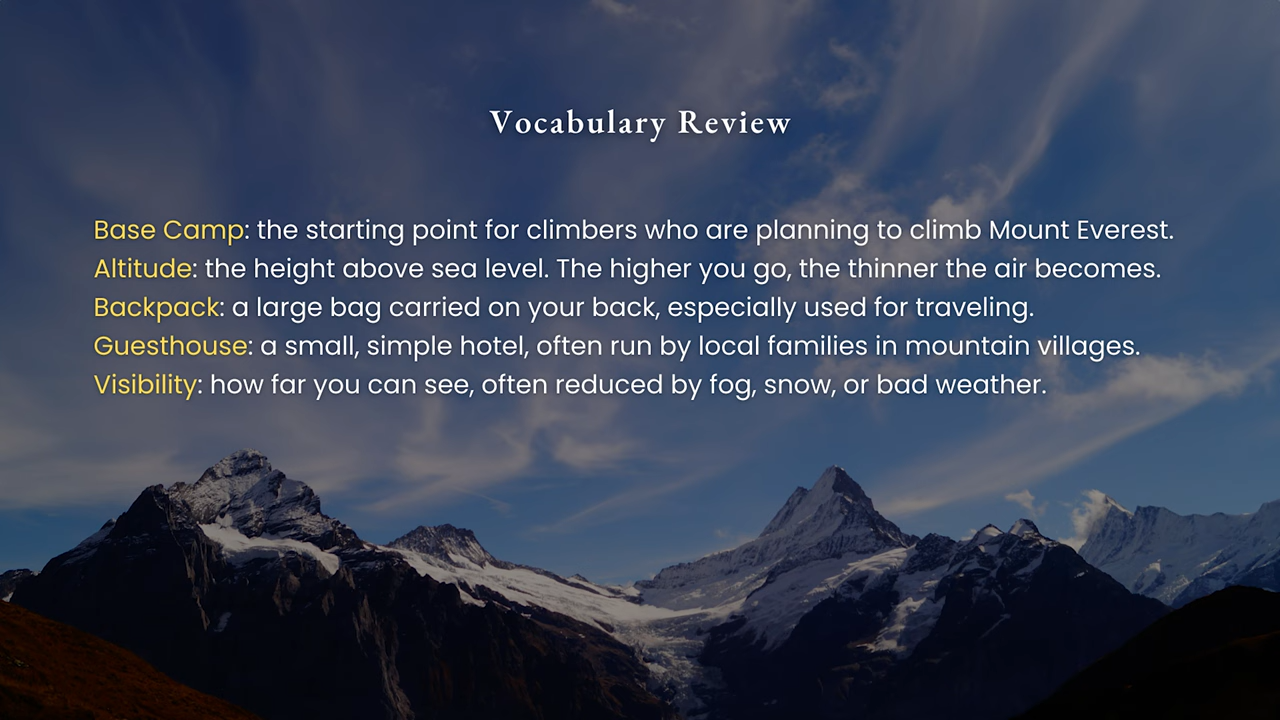 Vocabulary Review
Base Camp: the starting point for climbers who are planning to climb Mount Everest.
Altitude: the height above sea level. The higher you go, the thinner the air becomes.
Backpack: a large bag carried on your back, especially used for traveling.
Guesthouse: a small, simple hotel, often run by local families in mountain villages.
Visibility: how far you can see, often reduced by fog, snow, or bad weather.